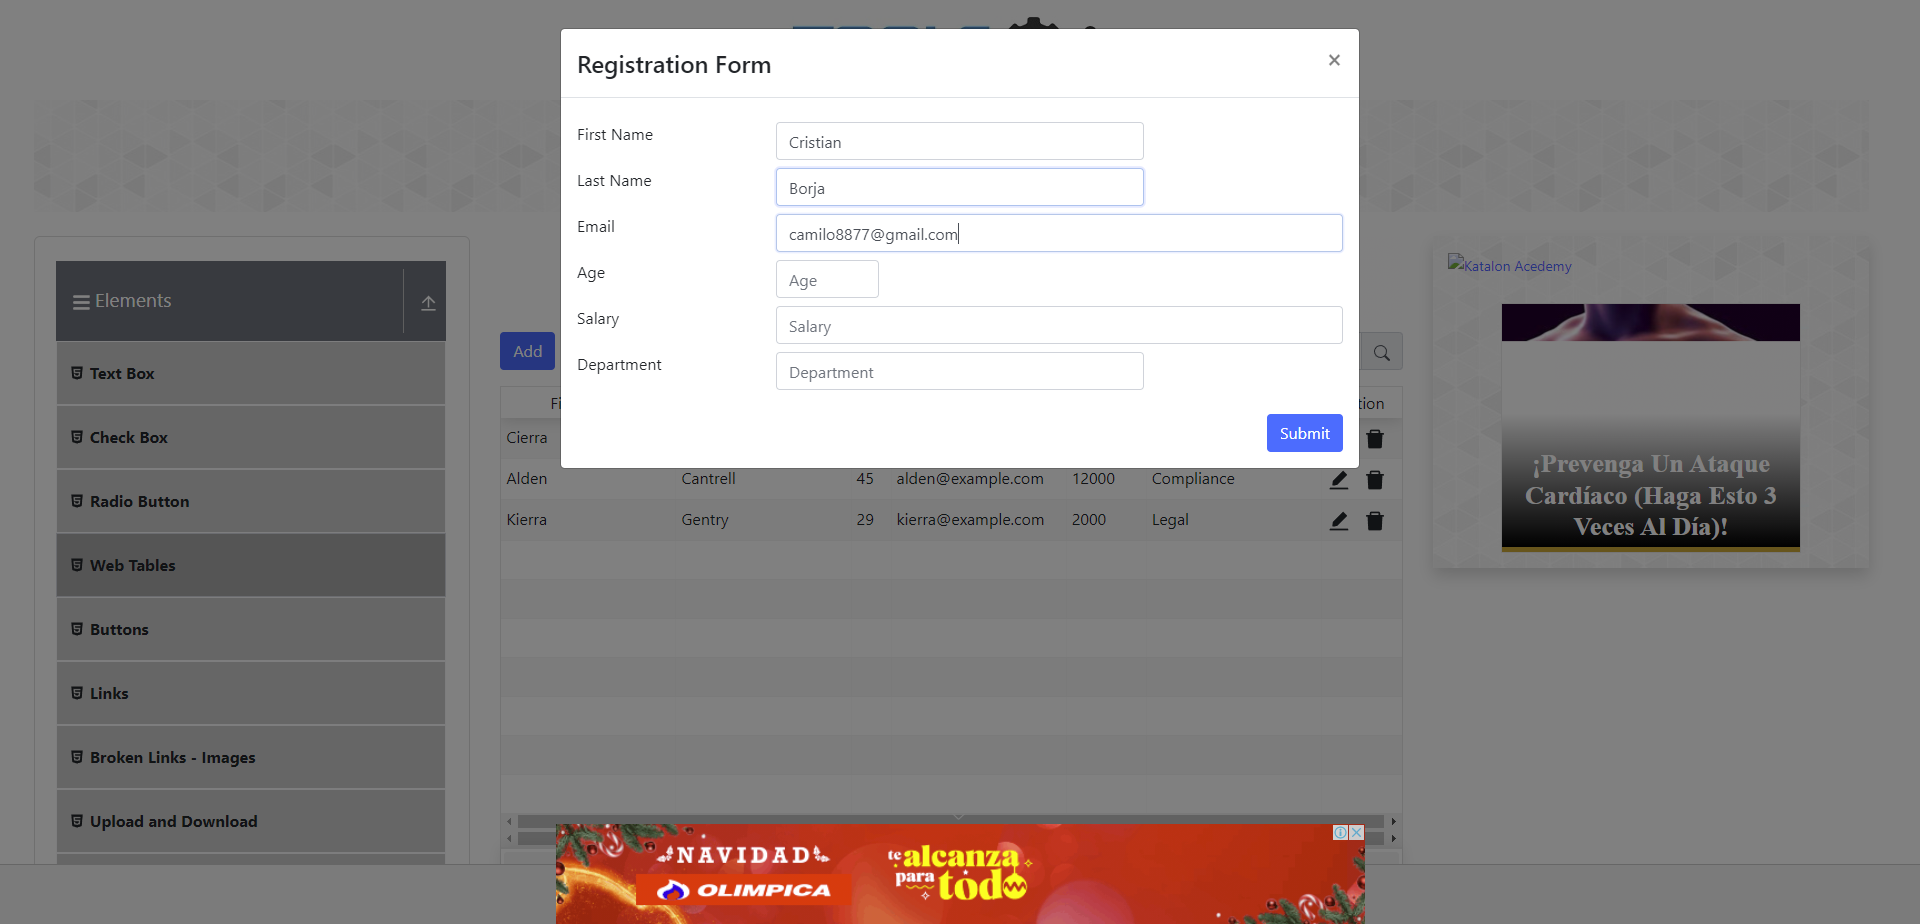 Registration Form
×
First Name
Cristian
Last Name
Borja
Email
camilo8877@gmail.com
Age
Age
Salary
Salary
Department
Department
Submit
Elements
Text Box
Check Box
Radio Button
Web Tables
Buttons
Links
Broken Links - Images
Upload and Download
Add
Cierra
Alden Cantrell 45 alden@example.com 12000 Compliance
Kierra Gentry 29 kierra@example.com 2000 Legal
Katalon Acedemy
¡Prevenga Un Ataque
Cardíaco (Haga Esto 3
Veces Al Día)!
NAVIDAD
OLIMPICA
te alcanza
para todo